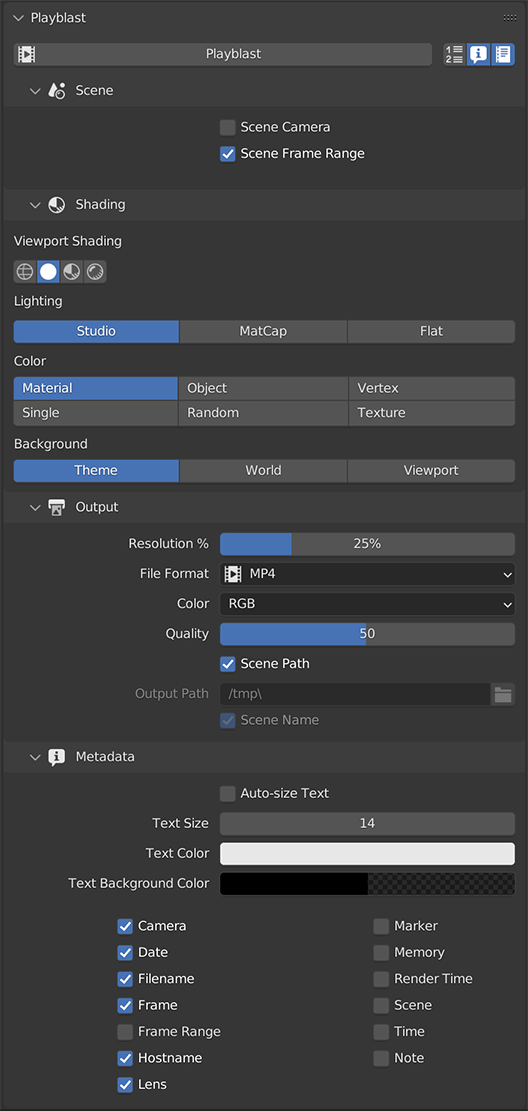 Playblast
Playblast
1
2
Scene
Scene Camera
Scene Frame Range
Shading
Viewport Shading
Lighting
Studio MatCap Flat
Color
Material Object Vertex
Single Random Texture
Background
Theme World Viewport
Output
Resolution % 25%
File Format MP4
Color RGB
Quality 50
Scene Path
Output Path /tmp\
Scene Name
Metadata
Auto-size Text
Text Size 14
Text Color
Text Background Color
Camera Marker
Date Memory
Filename Render Time
Frame Scene
Frame Range Time
Hostname Note
Lens